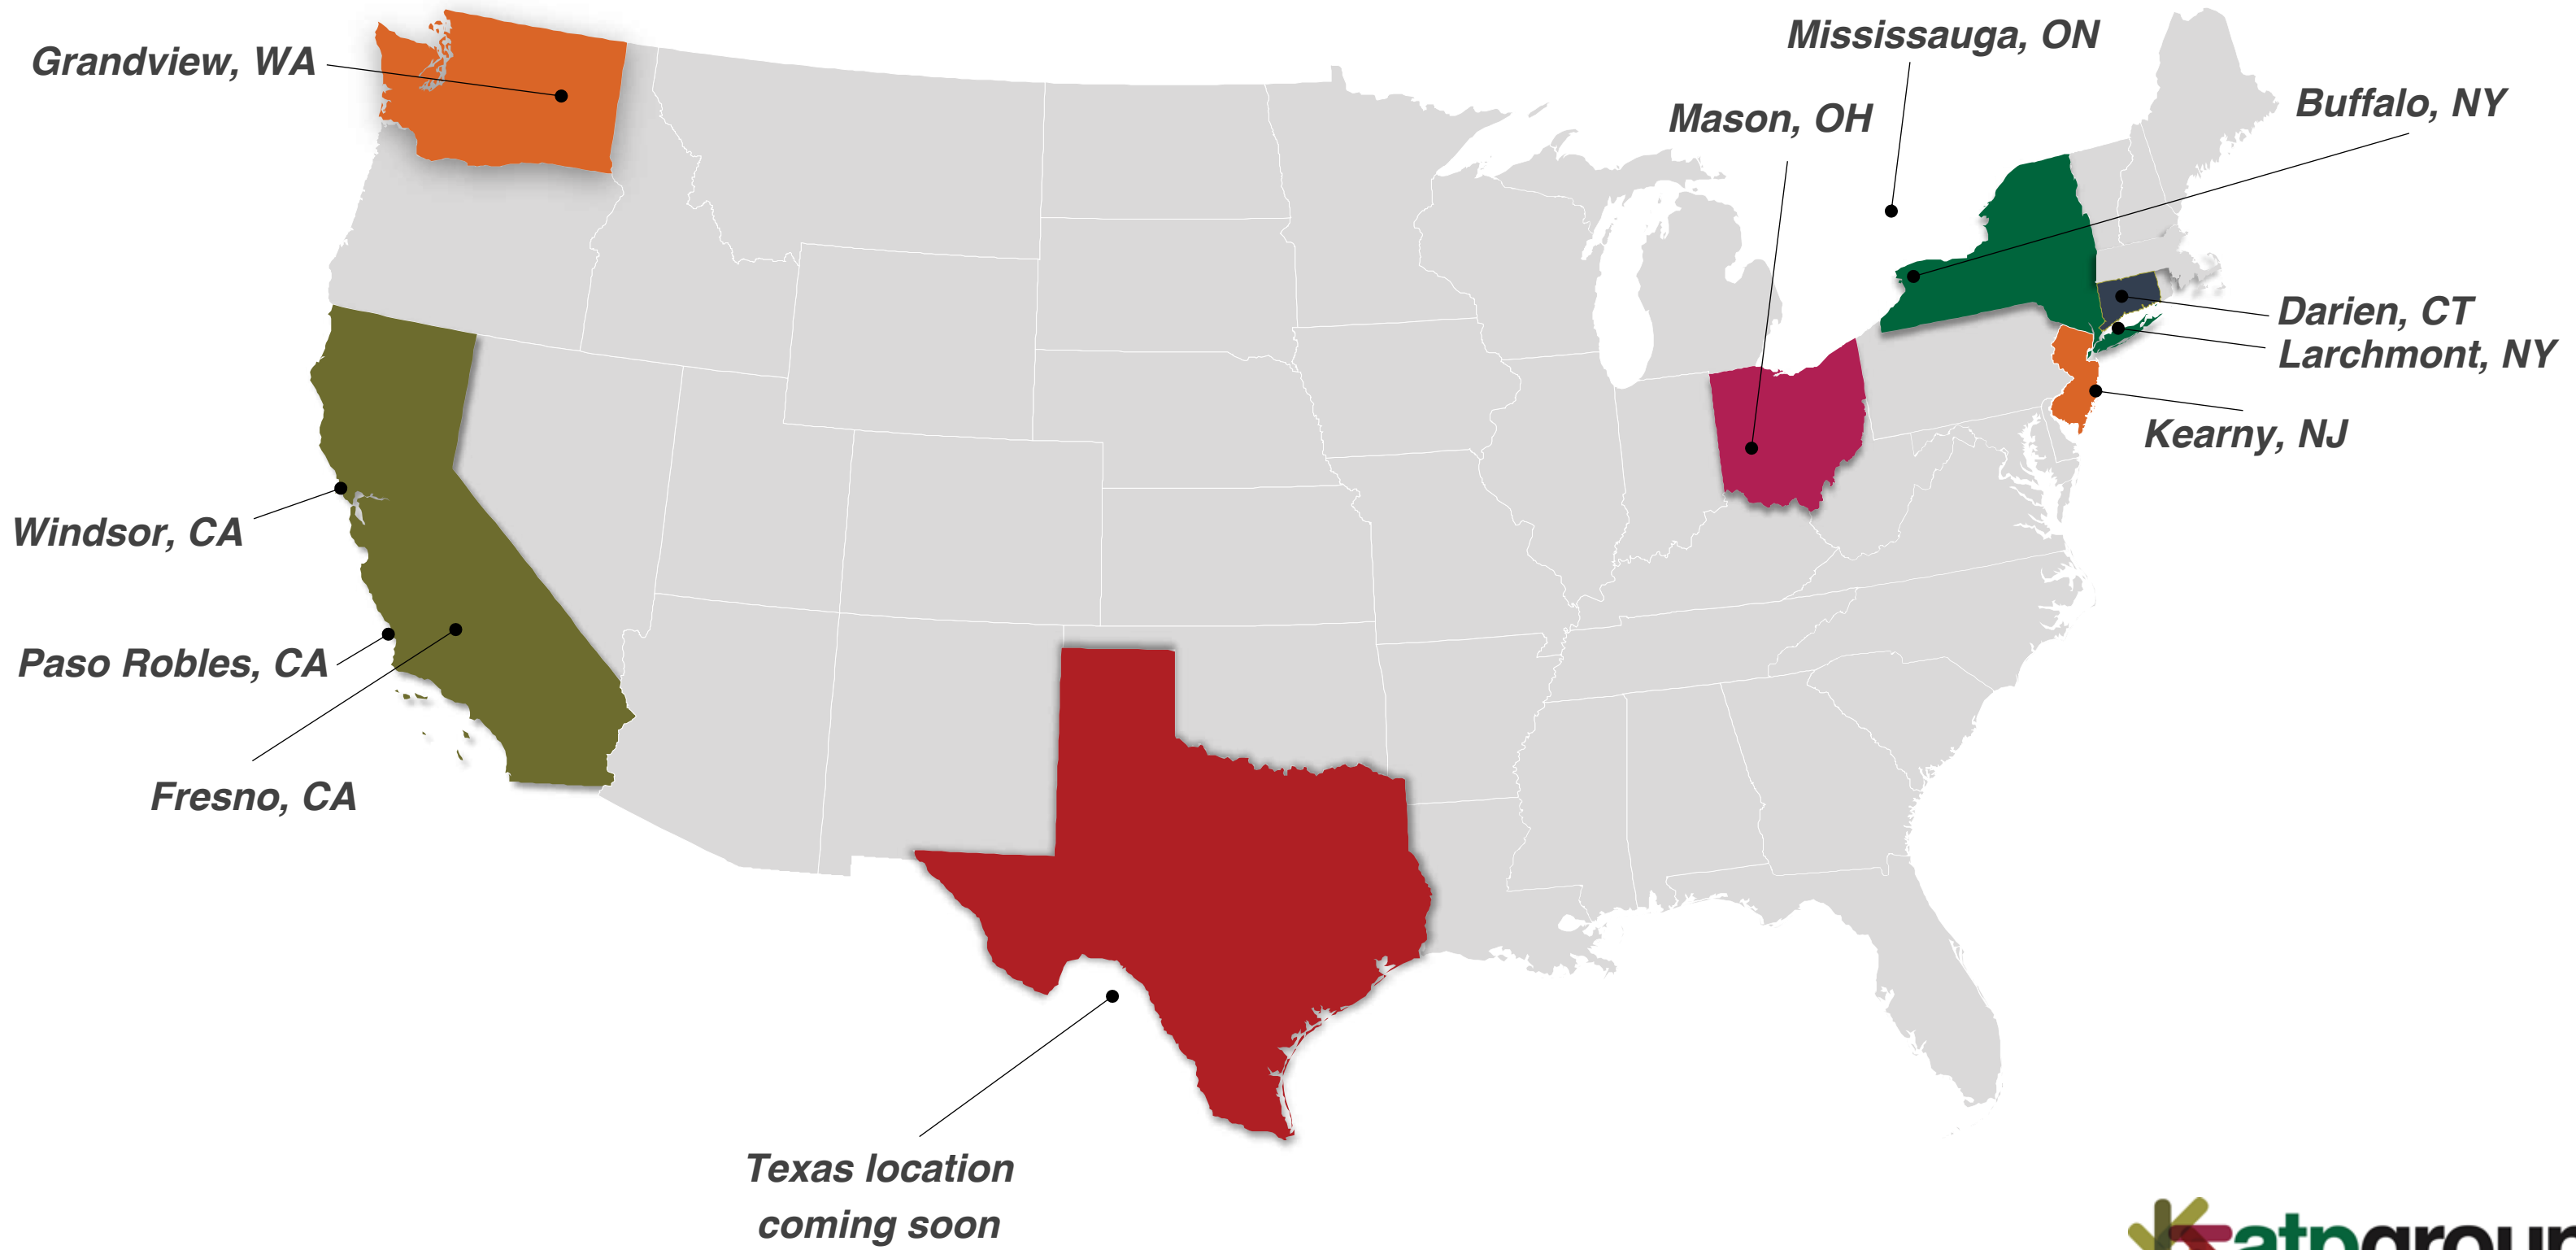 Mississauga, ON
Grandview, WA
Buffalo, NY
Mason, OH
Darien, CT
Larchmont, NY
Kearny, NJ
Windsor, CA
Paso Robles, CA
Fresno, CA
Texas location
coming soon
atpgroup